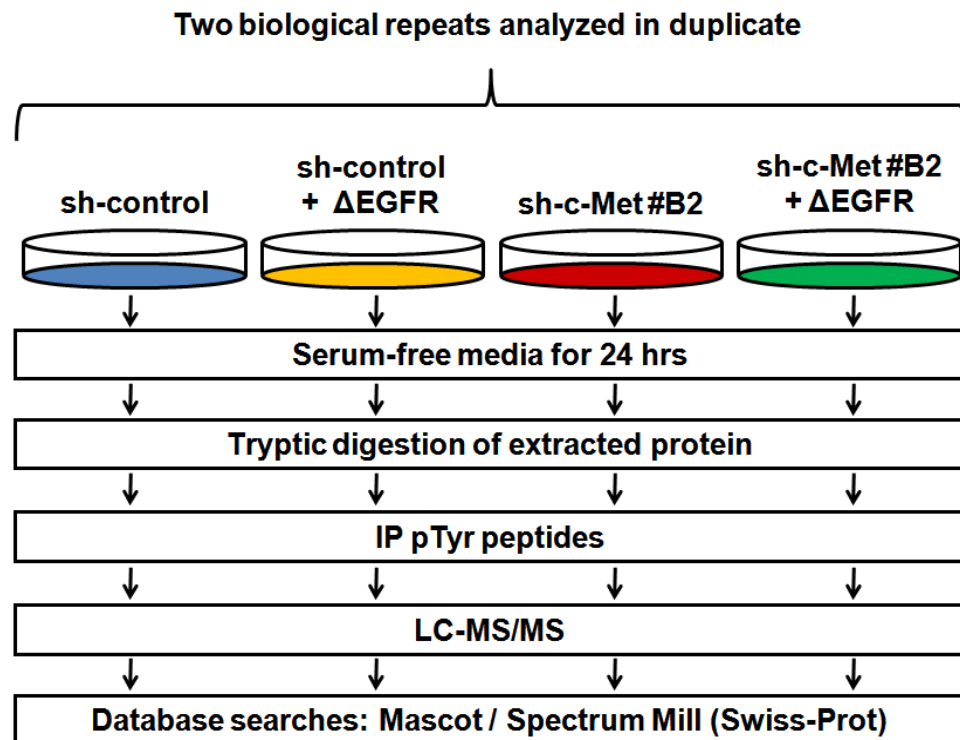 Two biological repeats analyzed in duplicate
sh-control
sh-control
+ ΔEGFR
sh-c-Met #B2
sh-c-Met #B2
+ ΔEGFR
Serum-free media for 24 hrs
Tryptic digestion of extracted protein
IP pTyr peptides
LC-MS/MS
Database searches: Mascot / Spectrum Mill (Swiss-Prot)